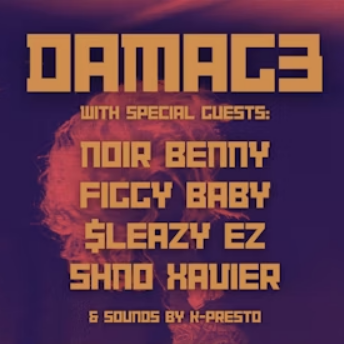 DAMAG3
WITH SPECIAL GUESTS:
NOIR BENNY
FIGGY BABY
$LEAZY EZ
SHNO XAVIER
& SOUNDS BY K-PRESTO